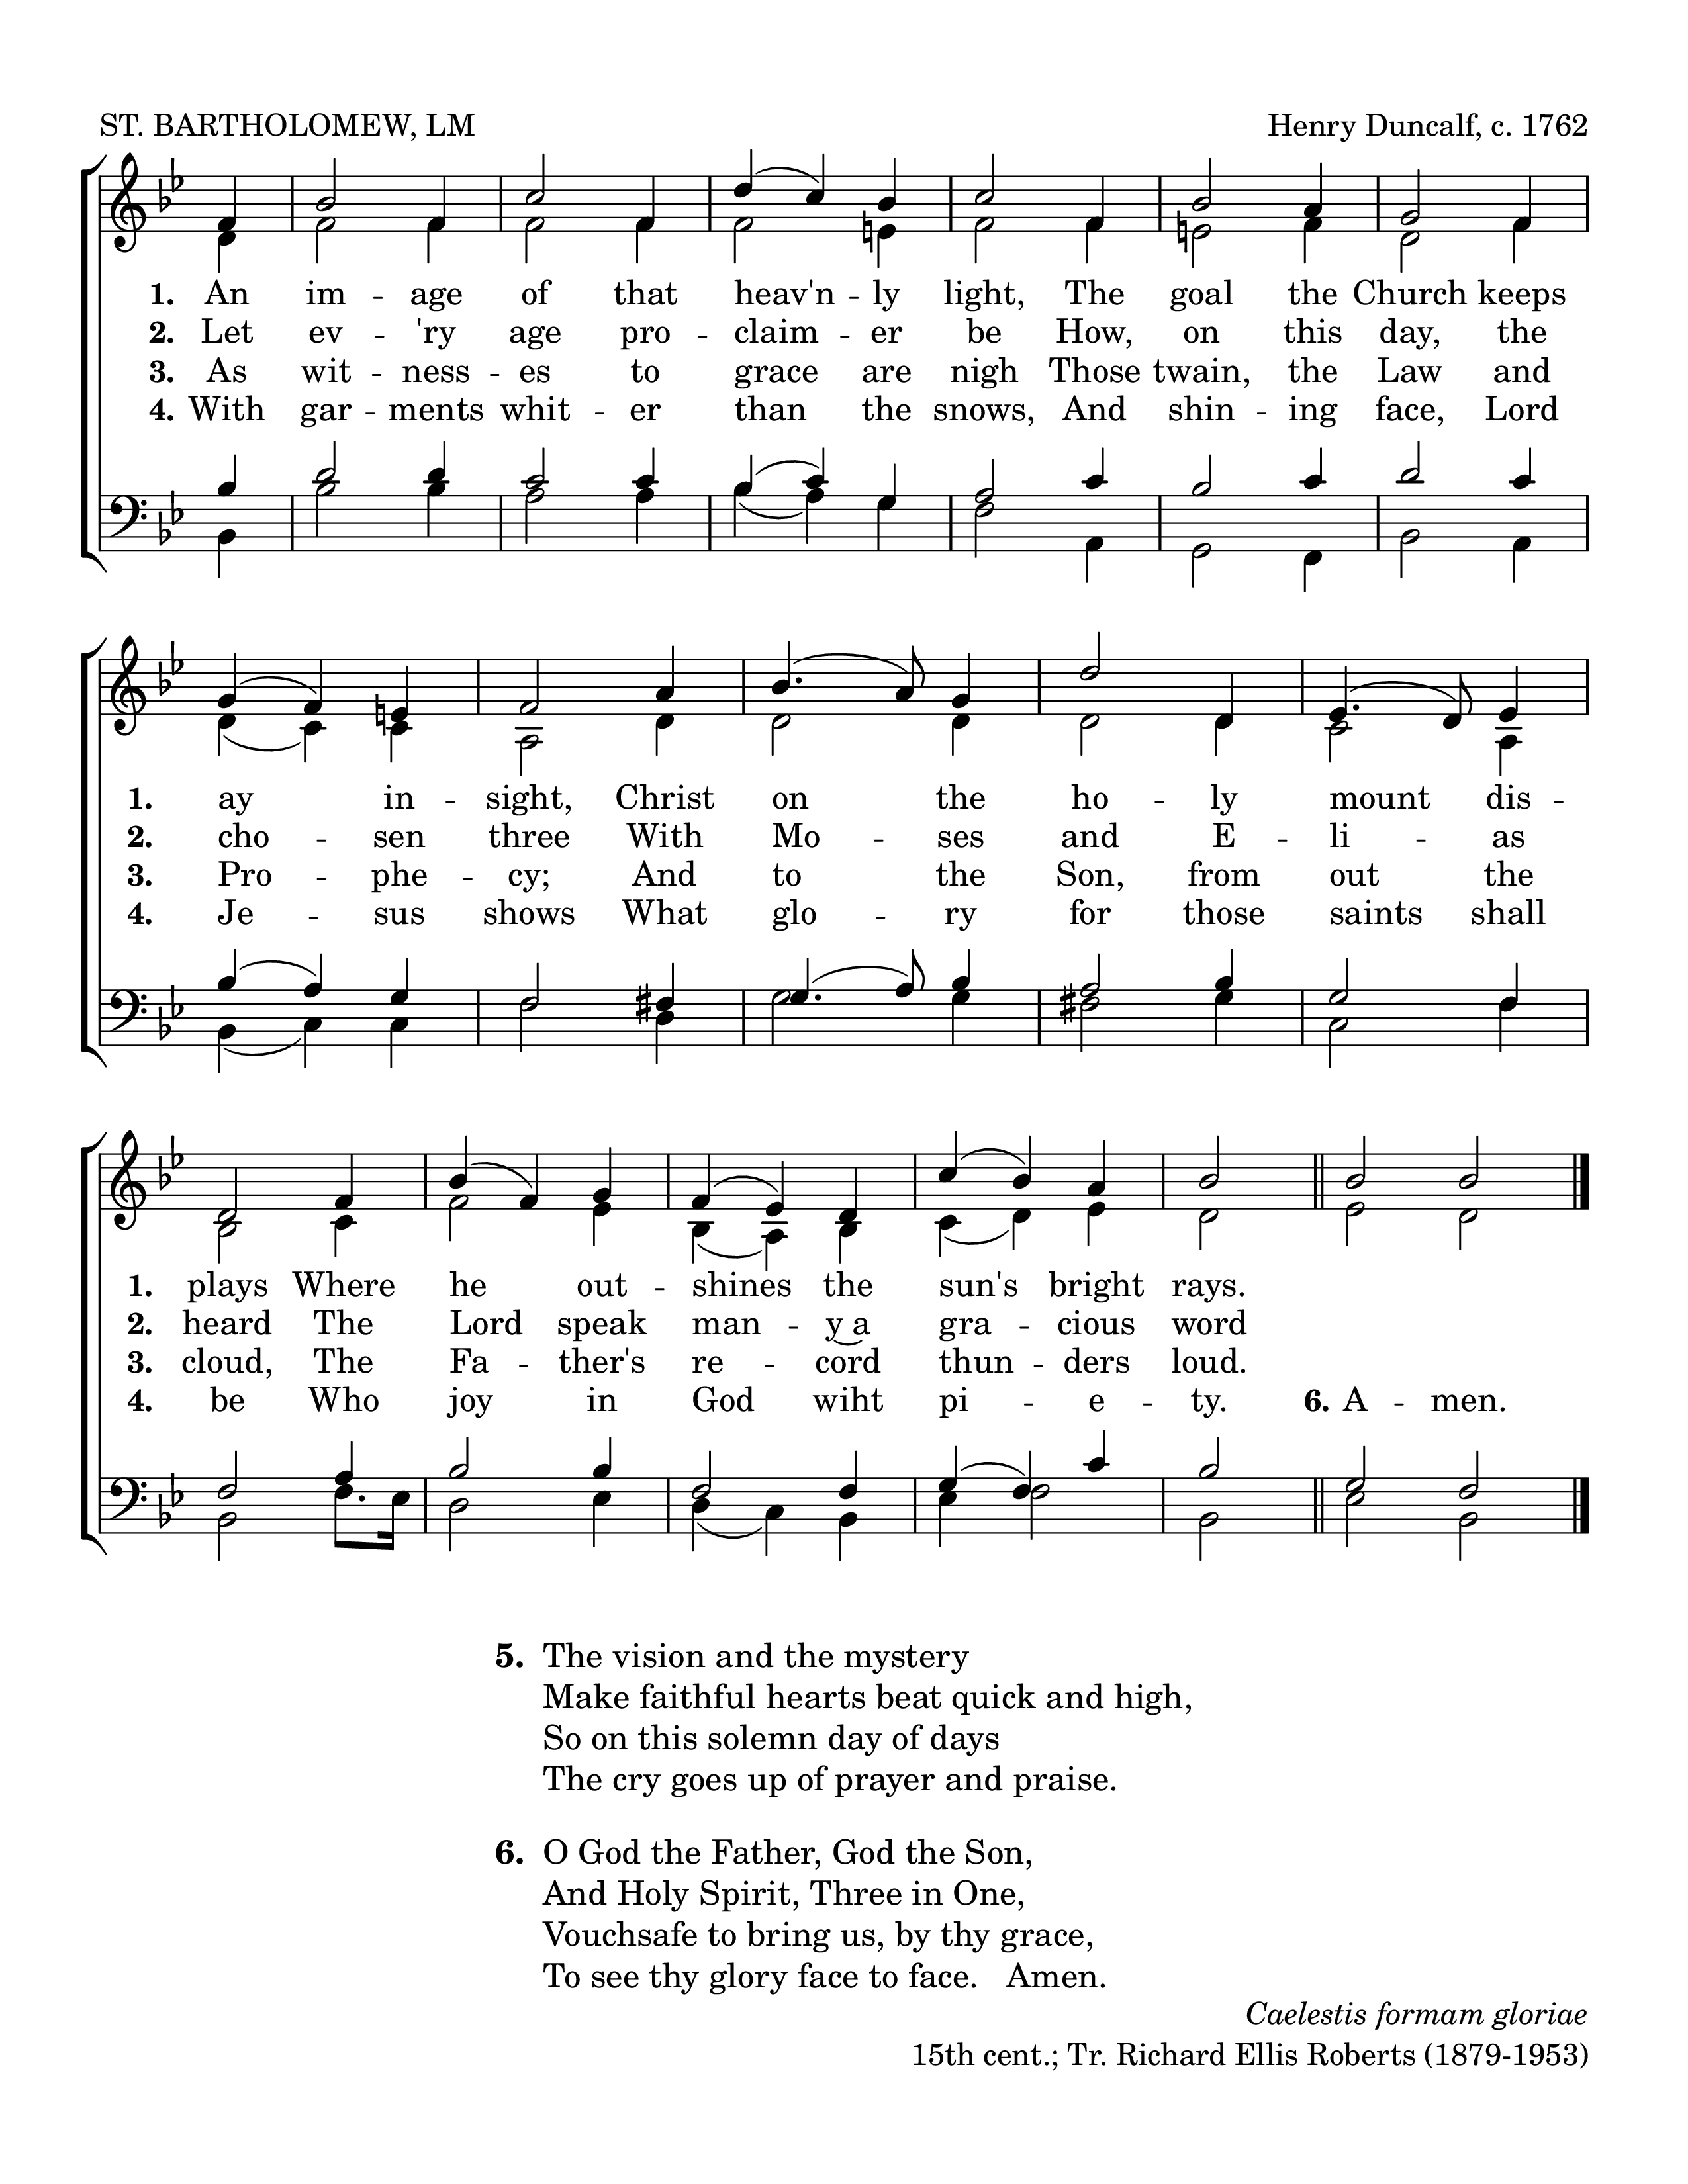 ST. BARTHOLOMEW, LM
Henry Duncalf, c. 1762
1. An im -- age of that heav'n -- ly light, The goal the Church keeps
2. Let ev -- 'ry age pro -- claim -- er be How, on this day, the
3. As wit -- ness -- es to grace are nigh Those twain, the Law and
4. With gar -- ments whit -- er than the snows, And shin -- ing face, Lord
1. ay in -- sight, Christ on the ho -- ly mount dis --
2. cho -- sen three With Mo -- ses and E -- li -- as
3. Pro -- phe -- cy; And to the Son, from out the
4. Je -- sus shows What glo -- ry for those saints shall
1. plays Where he out -- shines the sun's bright rays.
2. heard The Lord speak man -- y‿a gra -- cious word
3. cloud, The Fa -- ther's re -- cord thun -- ders loud.
4. be Who joy in God wiht pi -- e -- ty. 6. A -- men.
5. The vision and the mystery
Make faithful hearts beat quick and high,
So on this solemn day of days
The cry goes up of prayer and praise.
6. O God the Father, God the Son,
And Holy Spirit, Three in One,
Vouchsafe to bring us, by thy grace,
To see thy glory face to face. Amen.
Caelestis formam gloriae
15th cent.; Tr. Richard Ellis Roberts (1879-1953)